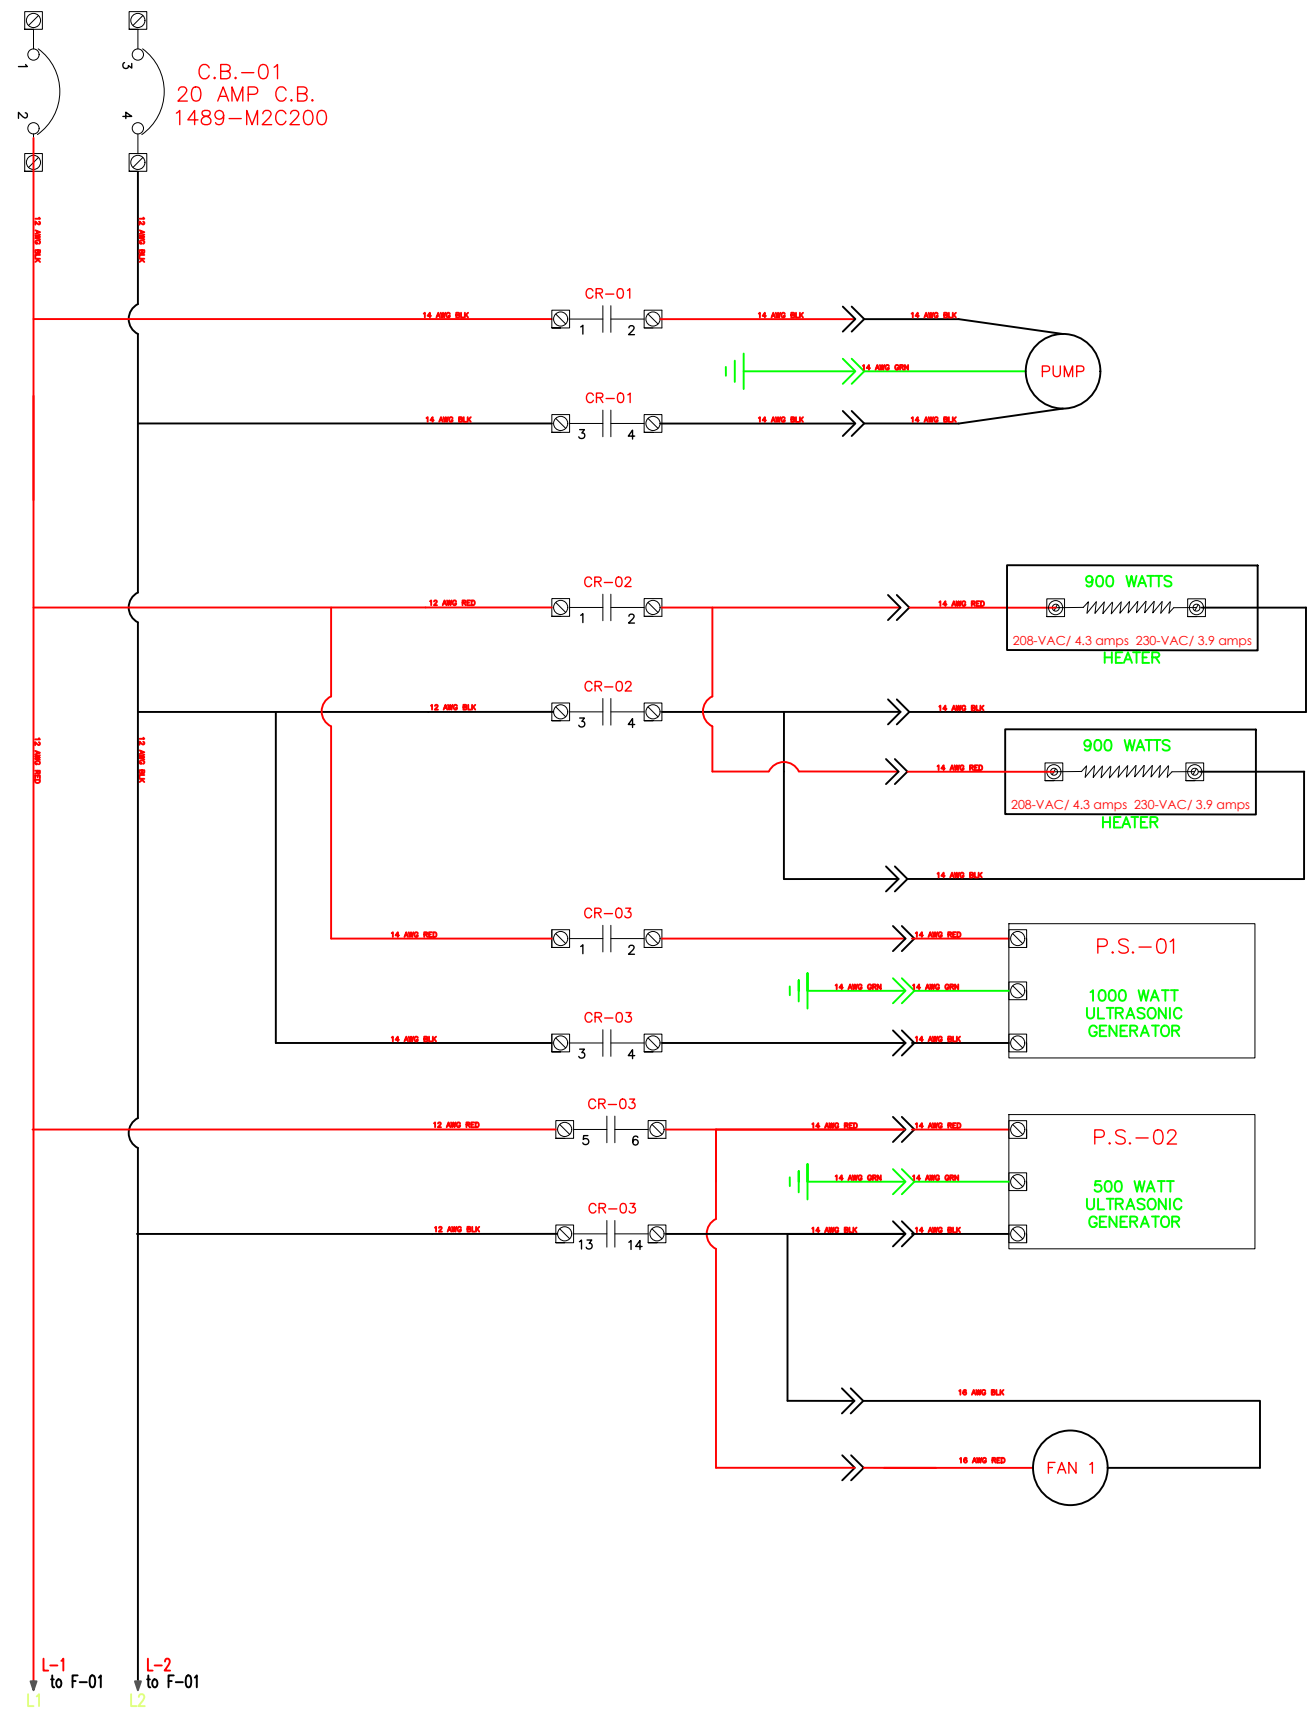 1
3
C.B.-01
20 AMP C.B.
1489-M2C200
2
4
12 AWG BLK
12 AWG BLK
CR-01
14 AWG BLK
1
2
14 AWG BLK
14 AWG BLK
14 AWG GRN
PUMP
CR-01
14 AWG BLK
3
4
14 AWG BLK
14 AWG BLK
CR-02
12 AWG RED
1
2
14 AWG RED
900 WATTS
208-VAC/ 4.3 amps 230-VAC/ 3.9 amps
HEATER
CR-02
12 AWG BLK
3
4
14 AWG BLK
12 AWG RED
12 AWG BLK
900 WATTS
14 AWG RED
208-VAC/ 4.3 amps 230-VAC/ 3.9 amps
HEATER
14 AWG BLK
CR-03
14 AWG RED
1
2
14 AWG RED
P.S.-01
14 AWG GRN
14 AWG GRN
1000 WATT
ULTRASONIC
GENERATOR
CR-03
14 AWG BLK
3
4
14 AWG BLK
CR-03
12 AWG RED
5
6
14 AWG RED
14 AWG RED
P.S.-02
14 AWG GRN
14 AWG GRN
500 WATT
ULTRASONIC
GENERATOR
CR-03
12 AWG BLK
13
14
14 AWG BLK
14 AWG BLK
16 AWG BLK
16 AWG RED
FAN 1
L-1
to F-01
L1
L-2
to F-01
L2